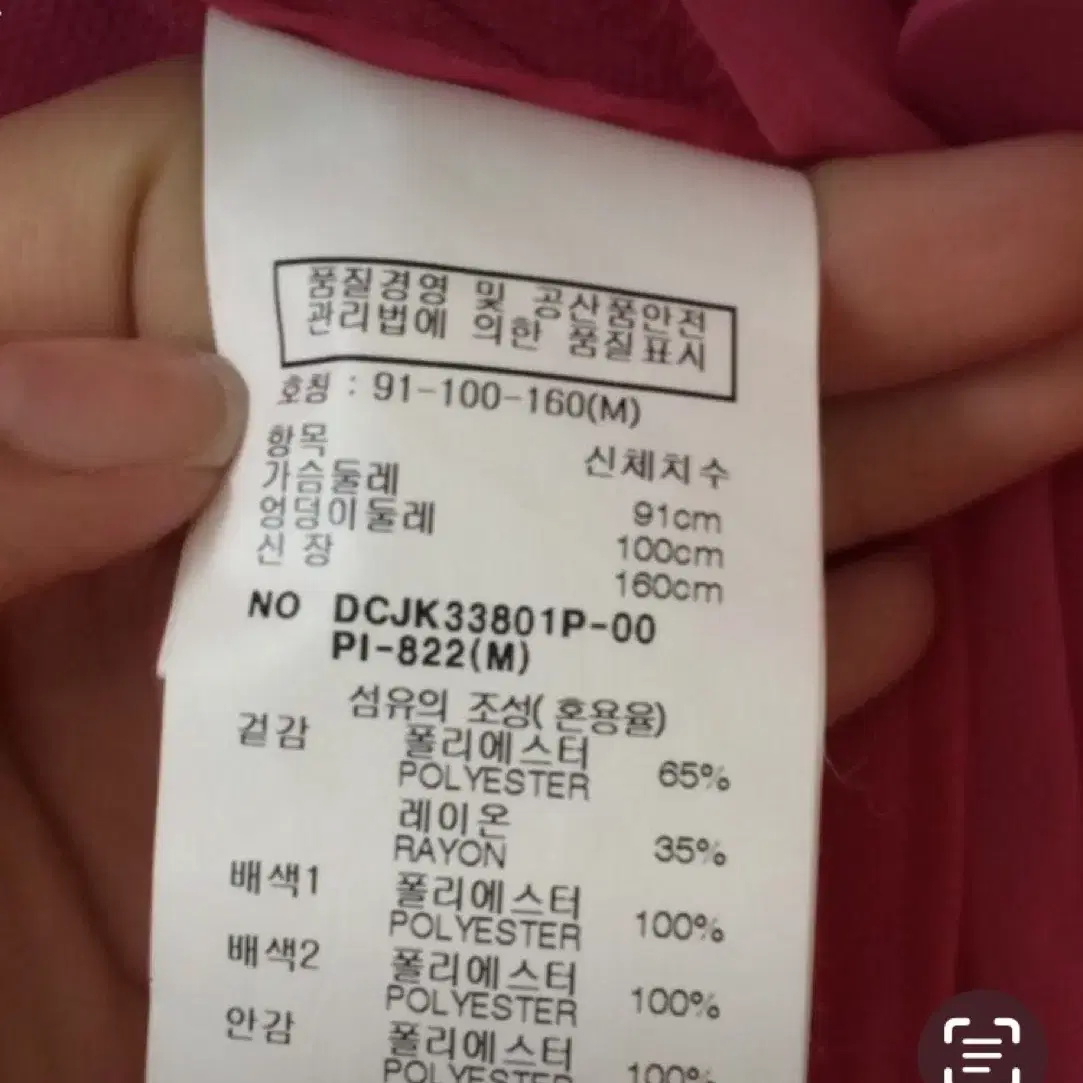 품질경영 및 공산품안전
관리법에 의한 품질표시
호칭 : 91-100-160(M)
항목 신체치수
가슴둘레 91cm
엉덩이둘레 100cm
신 장 160cm
NO DCJK33801P-00
PI-822(M)
섬유의 조성(혼용율)
겉감 폴리에스터
POLYESTER 65%
레이온
RAYON 35%
배색1 폴리에스터
POLYESTER 100%
배색2 폴리에스터
POLYESTER 100%
안감 폴리에스터
POLYESTER 100%